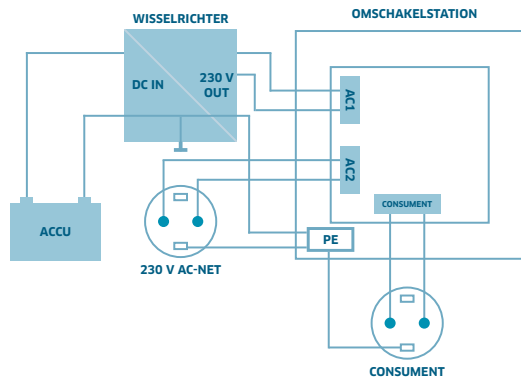 WISSELRICHTER
OMSCHAKELSTATION
DC IN
230 V
OUT
AC1
AC2
CONSUMENT
ACCU
PE
230 V AC-NET
CONSUMENT